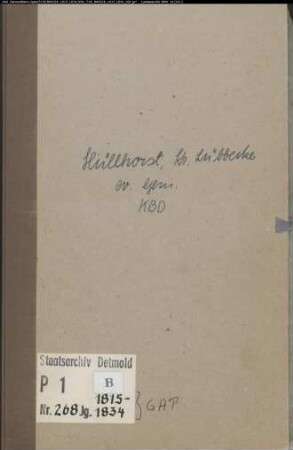 Hüllhorst, Kr. Lübbecke
ev. Gem.
KBD
Staatsarchiv Detmold
P 1
B
1815-
Nr. 268 Jg. 1834
} GAP